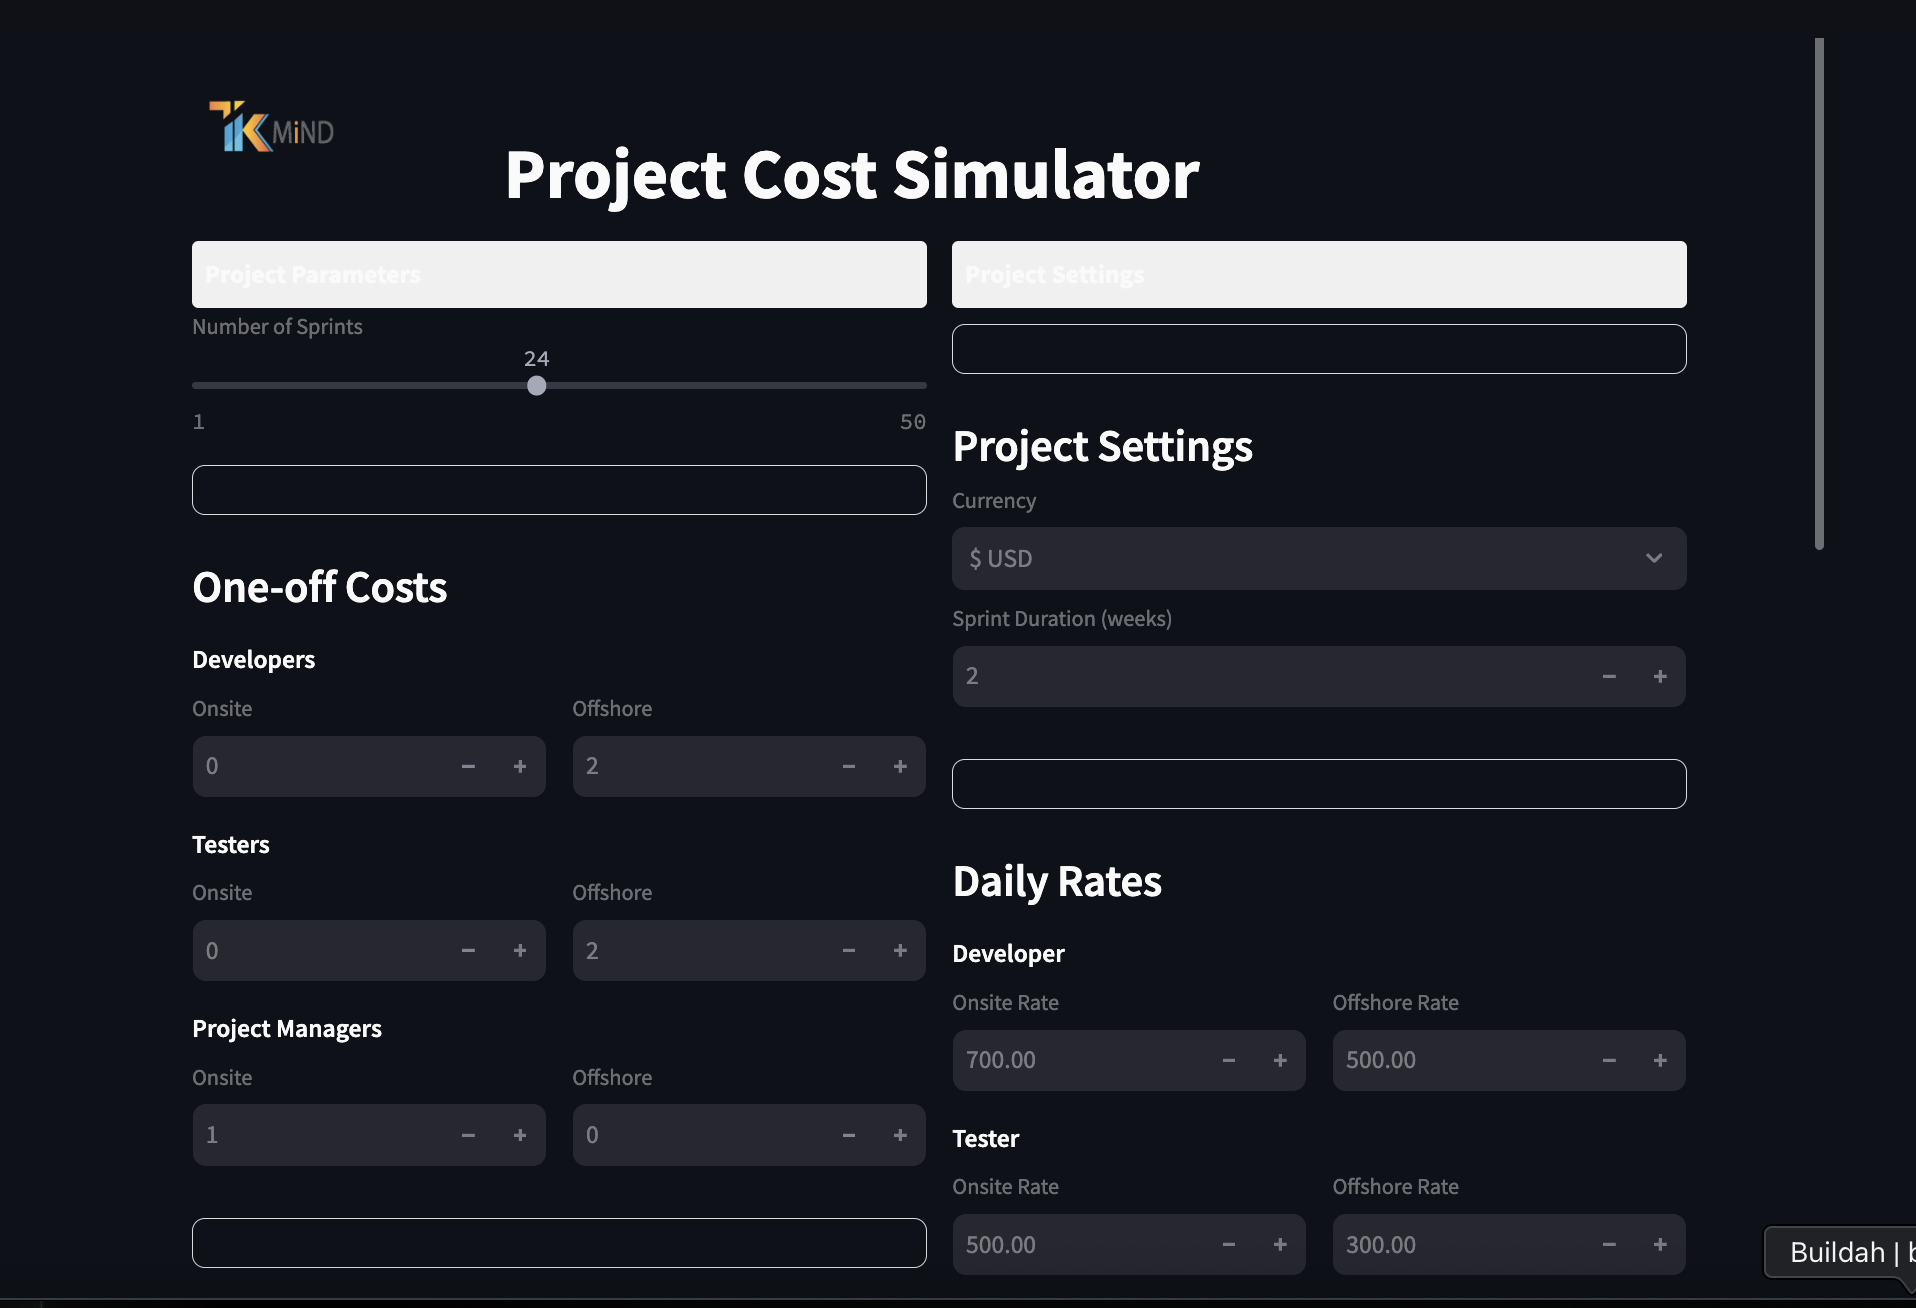 TK MiND
Project Cost Simulator
Project Parameters
Number of Sprints
24
1
50
One-off Costs
Developers
Onsite
Offshore
0
2
Testers
Onsite
Offshore
0
2
Project Managers
Onsite
Offshore
1
0
Project Settings
Project Settings
Currency
$ USD
Sprint Duration (weeks)
2
Daily Rates
Developer
Onsite Rate
Offshore Rate
700.00
500.00
Tester
Onsite Rate
Offshore Rate
500.00
300.00
Buildah |